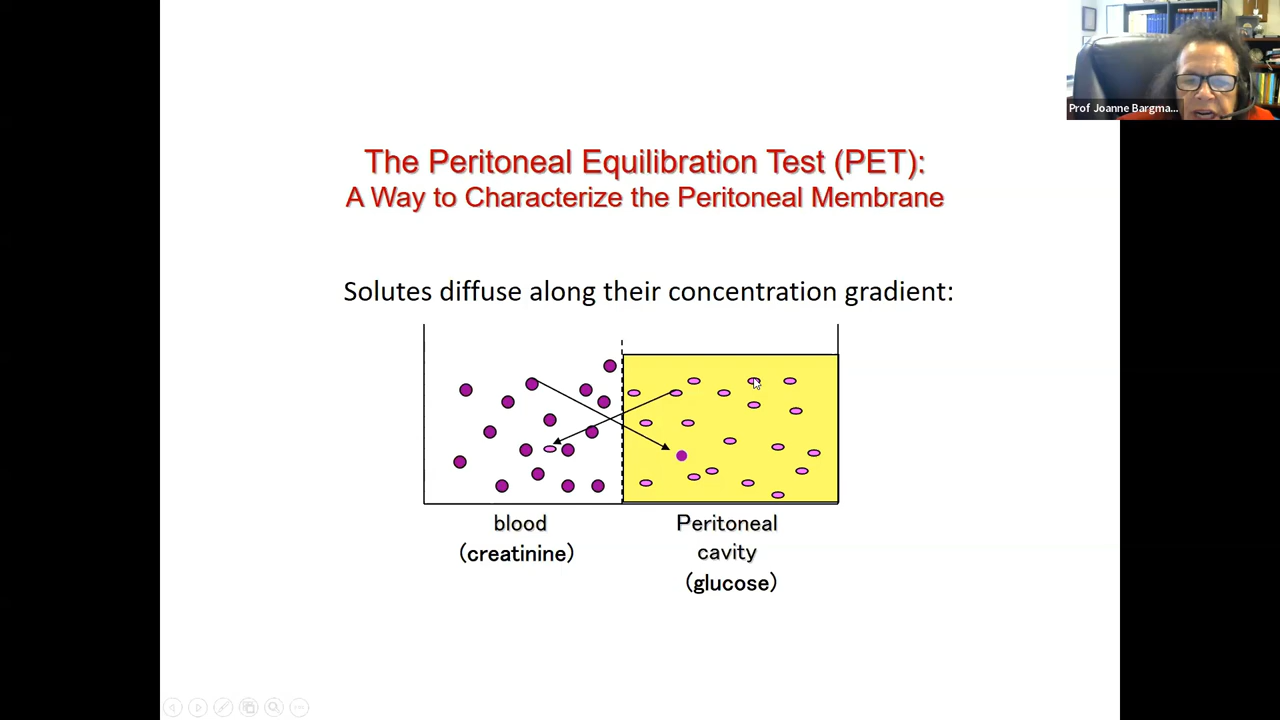 Prof Joanne Bargma...
The Peritoneal Equilibration Test (PET):
A Way to Characterize the Peritoneal Membrane
Solutes diffuse along their concentration gradient:
blood
(creatinine)
Peritoneal
cavity
(glucose)